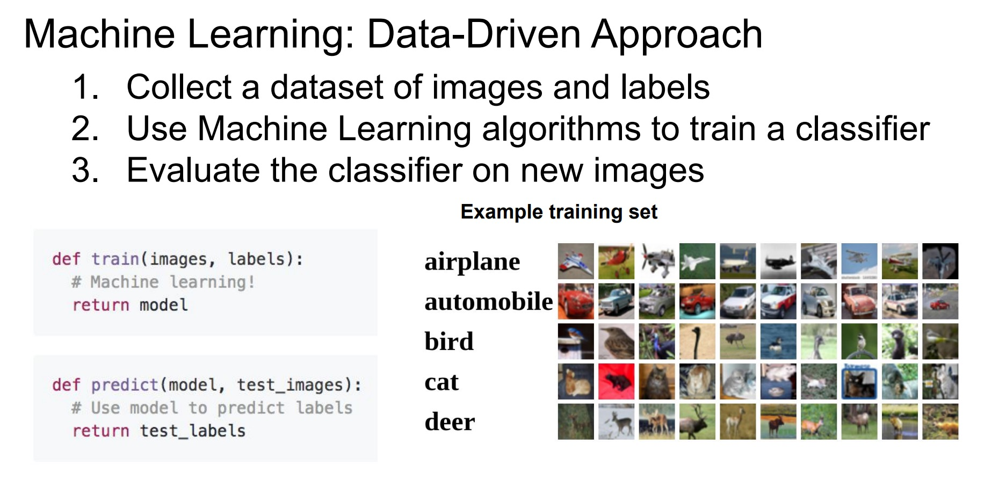 Machine Learning: Data-Driven Approach
1. Collect a dataset of images and labels
2. Use Machine Learning algorithms to train a classifier
3. Evaluate the classifier on new images
Example training set
def train(images, labels):
# Machine learning!
return model
def predict(model, test_images):
# Use model to predict labels
return test_labels
airplane
automobile
bird
cat
deer